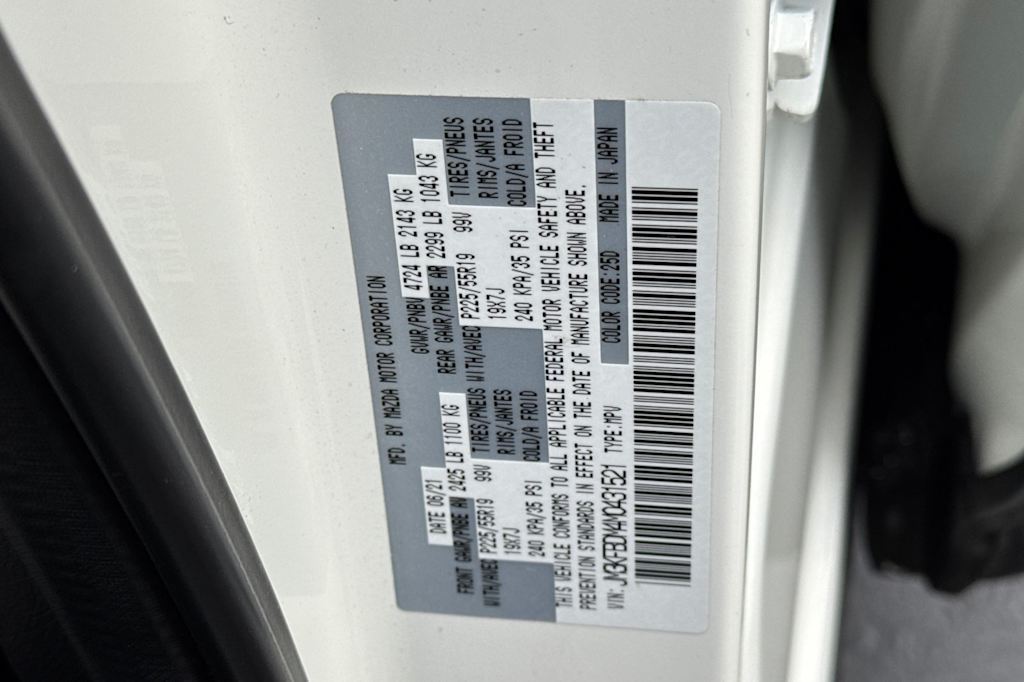 MFD. BY MAZDA MOTOR CORPORATION
DATE 06/21 GVWR/PNBV 4724 LB 2143 KG
FRONT GAWR/PNBE AV 2425 LB 1100 KG REAR GAWR/PNBE AR 2299 LB 1043 KG
WITH/AVEC P225/55R19 99V TIRES/PNEUS WITH/AVEC P225/55R19 99V TIRES/PNEUS
19X7J RIMS/JANTES 19X7J RIMS/JANTES
240 KPA/35 PSI COLD/A FROID 240 KPA/35 PSI COLD/A FROID
THIS VEHICLE CONFORMS TO ALL APPLICABLE FEDERAL MOTOR VEHICLE SAFETY AND THEFT
PREVENTION STANDARDS IN EFFECT ON THE DATE OF MANUFACTURE SHOWN ABOVE.
VIN: JM3KFBDM4M0431521 TYPE:MPV COLOR CODE:25D MADE IN JAPAN